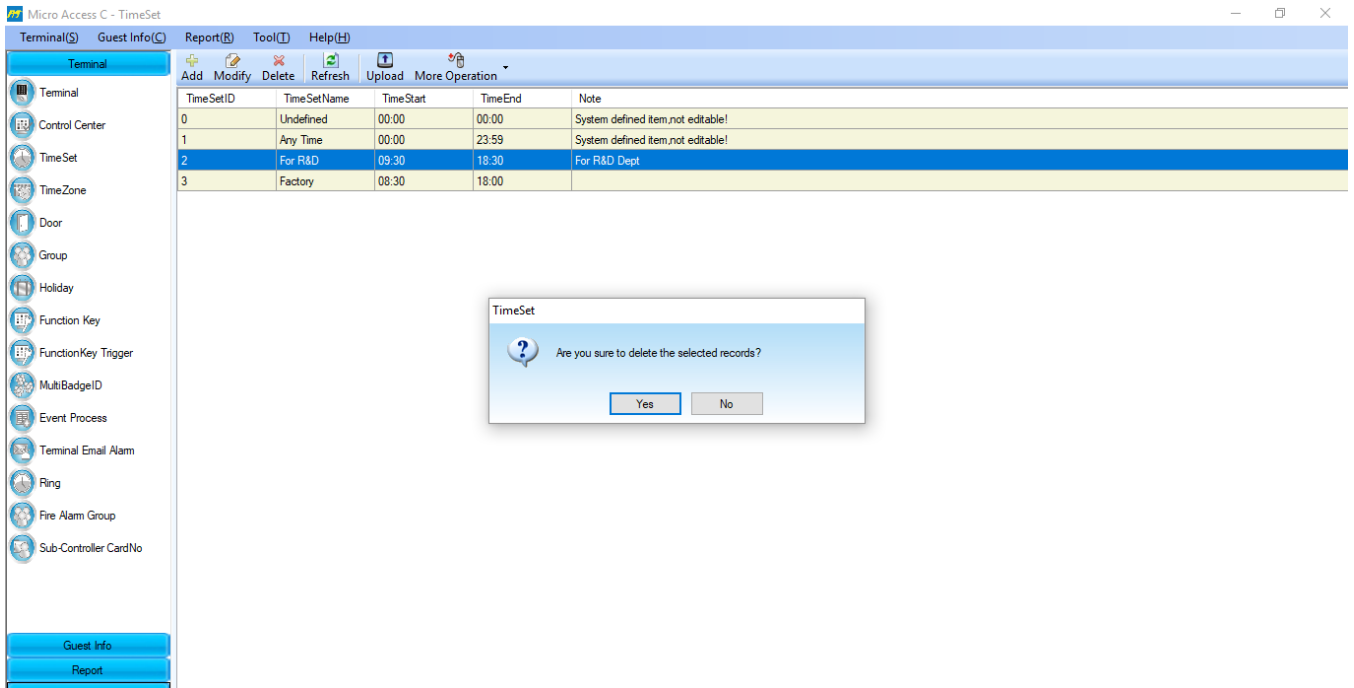 Micro Access C - TimeSet
Terminal(S) Guest Info(C) Report(R) Tool(T) Help(H)
Terminal
Add Modify Delete Refresh Upload More Operation
Terminal
Control Center
TimeSet
TimeZone
Door
Group
Holiday
Function Key
FunctionKey Trigger
MultiBadgeID
Event Process
Terminal Email Alarm
Ring
Fire Alarm Group
Sub-Controller CardNo
Guest Info
Report
TimeSetID TimeSetName TimeStart TimeEnd Note
0 Undefined 00:00 00:00 System defined item,not editable!
1 Any Time 00:00 23:59 System defined item,not editable!
2 For R&D 09:30 18:30 For R&D Dept
3 Factory 08:30 18:00
TimeSet
Are you sure to delete the selected records?
Yes No